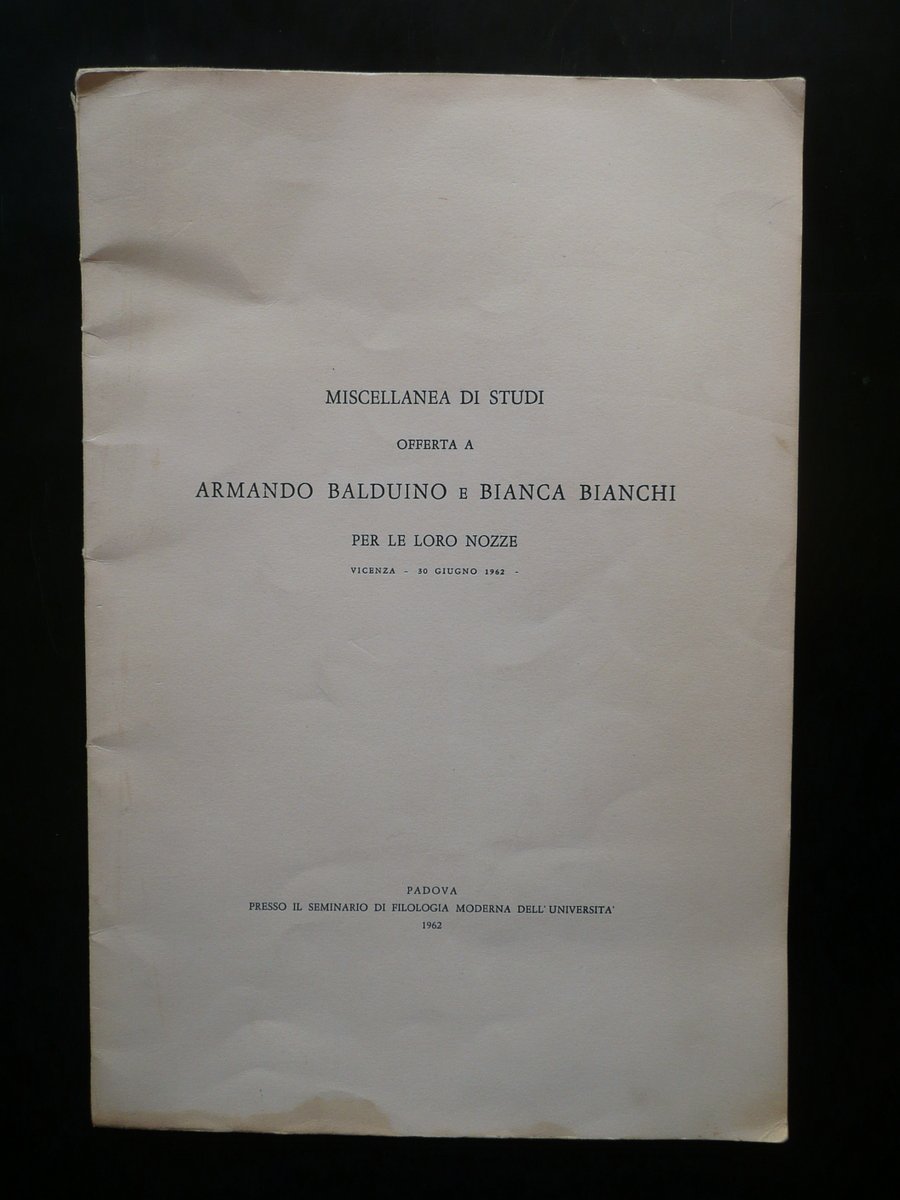 MISCELLANEA DI STUDI
OFFERTA A
ARMANDO BALDUINO E BIANCA BIANCHI
PER LE LORO NOZZE
VICENZA - 30 GIUGNO 1962 -
PADOVA
PRESSO IL SEMINARIO DI FILOLOGIA MODERNA DELL'UNIVERSITA'
1962